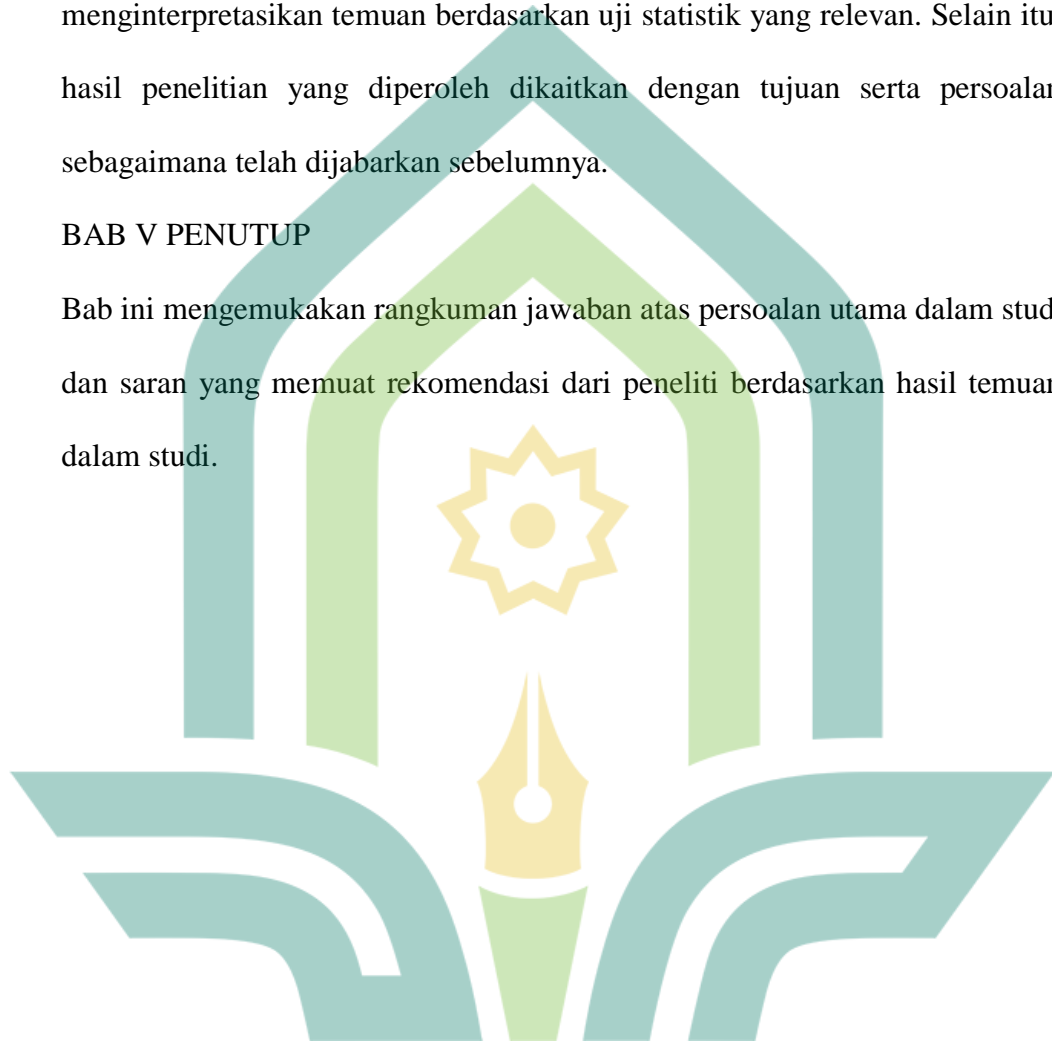 menginterpretasikan temuan berdasarkan uji statistik yang relevan. Selain itu
hasil penelitian yang diperoleh dikaitkan dengan tujuan serta persoalan
sebagaimana telah dijabarkan sebelumnya.
BAB V PENUTUP
Bab ini mengemukakan rangkuman jawaban atas persoalan utama dalam stud
dan saran yang memuat rekomendasi dari peneliti berdasarkan hasil temuan
dalam studi.